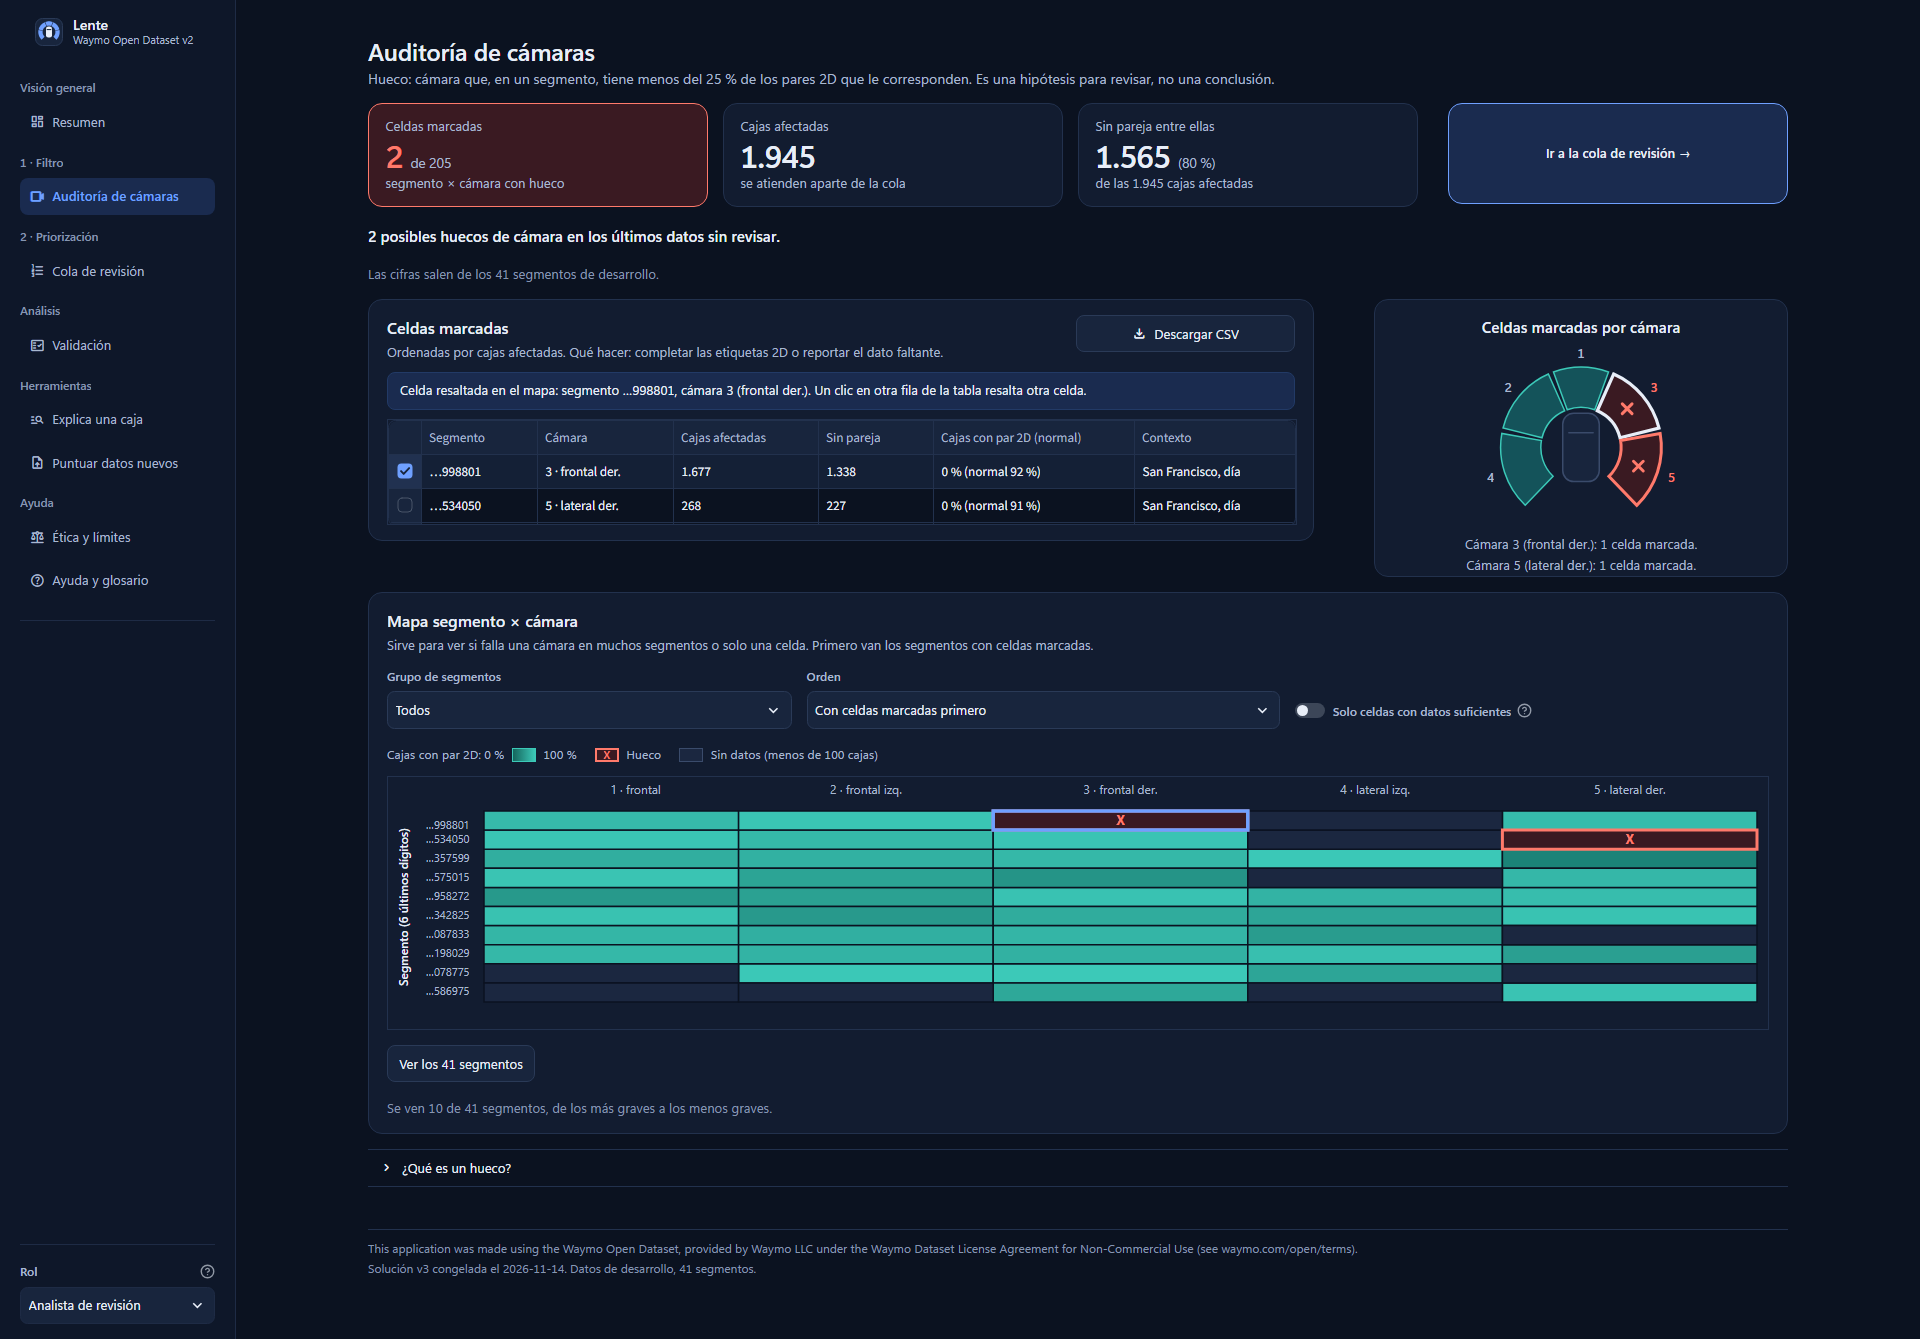 Lente
Waymo Open Dataset v2
Visión general
Resumen
1 · Filtro
Auditoría de cámaras
2 · Priorización
Cola de revisión
Análisis
Validación
Herramientas
Explica una caja
Puntuar datos nuevos
Ayuda
Ética y límites
Ayuda y glosario
Rol
Analista de revisión
Auditoría de cámaras
Hueco: cámara que, en un segmento, tiene menos del 25 % de los pares 2D que le corresponden. Es una hipótesis para revisar, no una conclusión.
Celdas marcadas
2 de 205
segmento × cámara con hueco
Cajas afectadas
1.945
se atienden aparte de la cola
Sin pareja entre ellas
1.565 (80 %)
de las 1.945 cajas afectadas
Ir a la cola de revisión →
2 posibles huecos de cámara en los últimos datos sin revisar.
Las cifras salen de los 41 segmentos de desarrollo.
Celdas marcadas
Ordenadas por cajas afectadas. Qué hacer: completar las etiquetas 2D o reportar el dato faltante.
Descargar CSV
Celda resaltada en el mapa: segmento ...998801, cámara 3 (frontal der.). Un clic en otra fila de la tabla resalta otra celda.
Segmento Cámara Cajas afectadas Sin pareja Cajas con par 2D (normal) Contexto
...998801 3 · frontal der. 1.677 1.338 0 % (normal 92 %) San Francisco, día
...534050 5 · lateral der. 268 227 0 % (normal 91 %) San Francisco, día
Celdas marcadas por cámara
1
2
3
4
5
Cámara 3 (frontal der.): 1 celda marcada.
Cámara 5 (lateral der.): 1 celda marcada.
Mapa segmento × cámara
Sirve para ver si falla una cámara en muchos segmentos o solo una celda. Primero van los segmentos con celdas marcadas.
Grupo de segmentos
Todos
Orden
Con celdas marcadas primero
Solo celdas con datos suficientes
Cajas con par 2D: 0 % 100 % X Hueco Sin datos (menos de 100 cajas)
1 · frontal 2 · frontal izq. 3 · frontal der. 4 · lateral izq. 5 · lateral der.
Segmento (6 últimos dígitos)
...998801 X
...534050 X
...357599
...575015
...958272
...342825
...087833
...198029
...078775
...586975
Ver los 41 segmentos
Se ven 10 de 41 segmentos, de los más graves a los menos graves.
¿Qué es un hueco?
This application was made using the Waymo Open Dataset, provided by Waymo LLC under the Waymo Dataset License Agreement for Non-Commercial Use (see waymo.com/open/terms).
Solución v3 congelada el 2026-11-14. Datos de desarrollo, 41 segmentos.